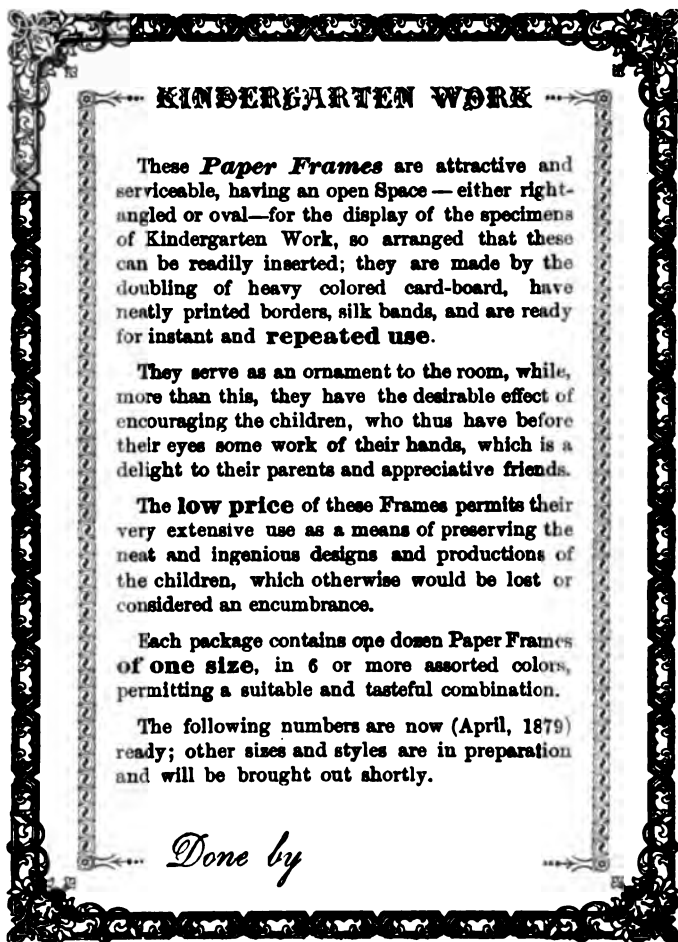 KINDERGARTEN WORK
These Paper Frames are attractive and
serviceable, having an open Space — either right-
angled or oval—for the display of the specimens
of Kindergarten Work, so arranged that these
can be readily inserted; they are made by the
doubling of heavy colored card-board, have
neatly printed borders, silk bands, and are ready
for instant and repeated use.
They serve as an ornament to the room, while,
more than this, they have the desirable effect of
encouraging the children, who thus have before
their eyes some work of their hands, which is a
delight to their parents and appreciative friends.
The low price of these Frames permits their
very extensive use as a means of preserving the
neat and ingenious designs and productions of
the children, which otherwise would be lost or
considered an encumbrance.
Each package contains one dozen Paper Frames
of one size, in 6 or more assorted colors,
permitting a suitable and tasteful combination.
The following numbers are now (April, 1879)
ready; other sizes and styles are in preparation
and will be brought out shortly.
Done by